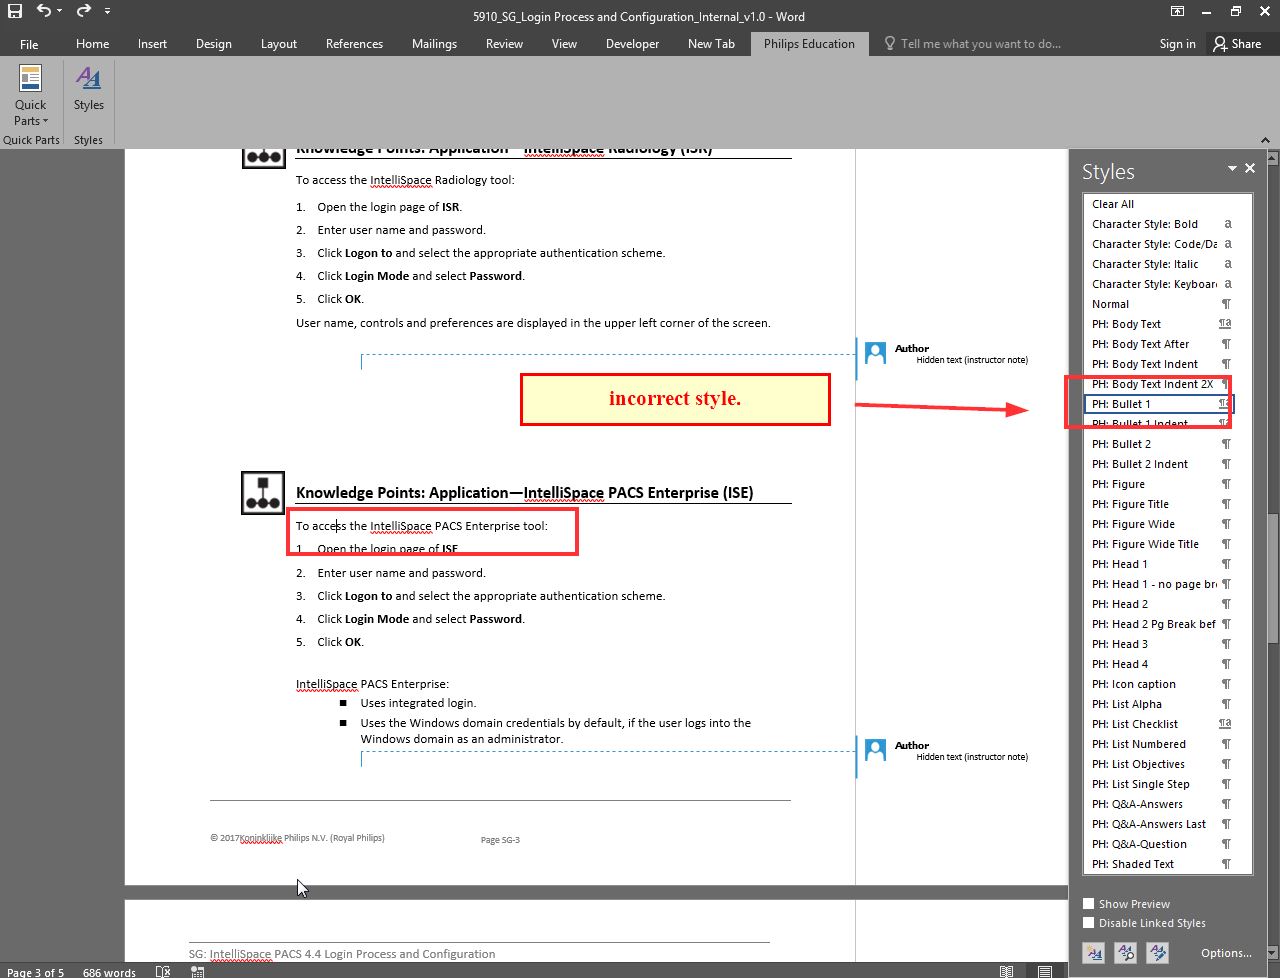 5910_SG_Login Process and Configuration_Internal_v1.0 - Word
File Home Insert Design Layout References Mailings Review View Developer New Tab Philips Education Tell me what you want to do... Sign in Share
Quick Parts
Styles
Quick Parts
Styles
Knowledge Points: Application—IntelliSpace Radiology (ISR)
To access the IntelliSpace Radiology tool:
1. Open the login page of ISR.
2. Enter user name and password.
3. Click Logon to and select the appropriate authentication scheme.
4. Click Login Mode and select Password.
5. Click OK.
User name, controls and preferences are displayed in the upper left corner of the screen.
Author
Hidden text (instructor note)
incorrect style.
Knowledge Points: Application—IntelliSpace PACS Enterprise (ISE)
To access the IntelliSpace PACS Enterprise tool:
1. Open the login page of ISE
2. Enter user name and password.
3. Click Logon to and select the appropriate authentication scheme.
4. Click Login Mode and select Password.
5. Click OK.
IntelliSpace PACS Enterprise:
■ Uses integrated login.
■ Uses the Windows domain credentials by default, if the user logs into the
Windows domain as an administrator.
Author
Hidden text (instructor note)
© 2017Koninklijke Philips N.V. (Royal Philips)
Page SG-3
SG: IntelliSpace PACS 4.4 Login Process and Configuration
Styles
Clear All
Character Style: Bold a
Character Style: Code/Da a
Character Style: Italic a
Character Style: Keyboar a
Normal ¶
PH: Body Text ¶a
PH: Body Text After ¶
PH: Body Text Indent ¶
PH: Body Text Indent 2X ¶
PH: Bullet 1 ¶a
PH: Bullet 1 Indent ¶
PH: Bullet 2 ¶
PH: Bullet 2 Indent ¶
PH: Figure ¶
PH: Figure Title ¶
PH: Figure Wide ¶
PH: Figure Wide Title ¶
PH: Head 1 ¶
PH: Head 1 - no page br ¶
PH: Head 2 ¶
PH: Head 2 Pg Break bef ¶
PH: Head 3 ¶
PH: Head 4 ¶
PH: Icon caption ¶
PH: List Alpha ¶
PH: List Checklist ¶a
PH: List Numbered ¶
PH: List Objectives ¶
PH: List Single Step ¶
PH: Q&A-Answers ¶
PH: Q&A-Answers Last ¶
PH: Q&A-Question ¶
PH: Shaded Text ¶
Show Preview
Disable Linked Styles
Options...
Page 3 of 5 686 words